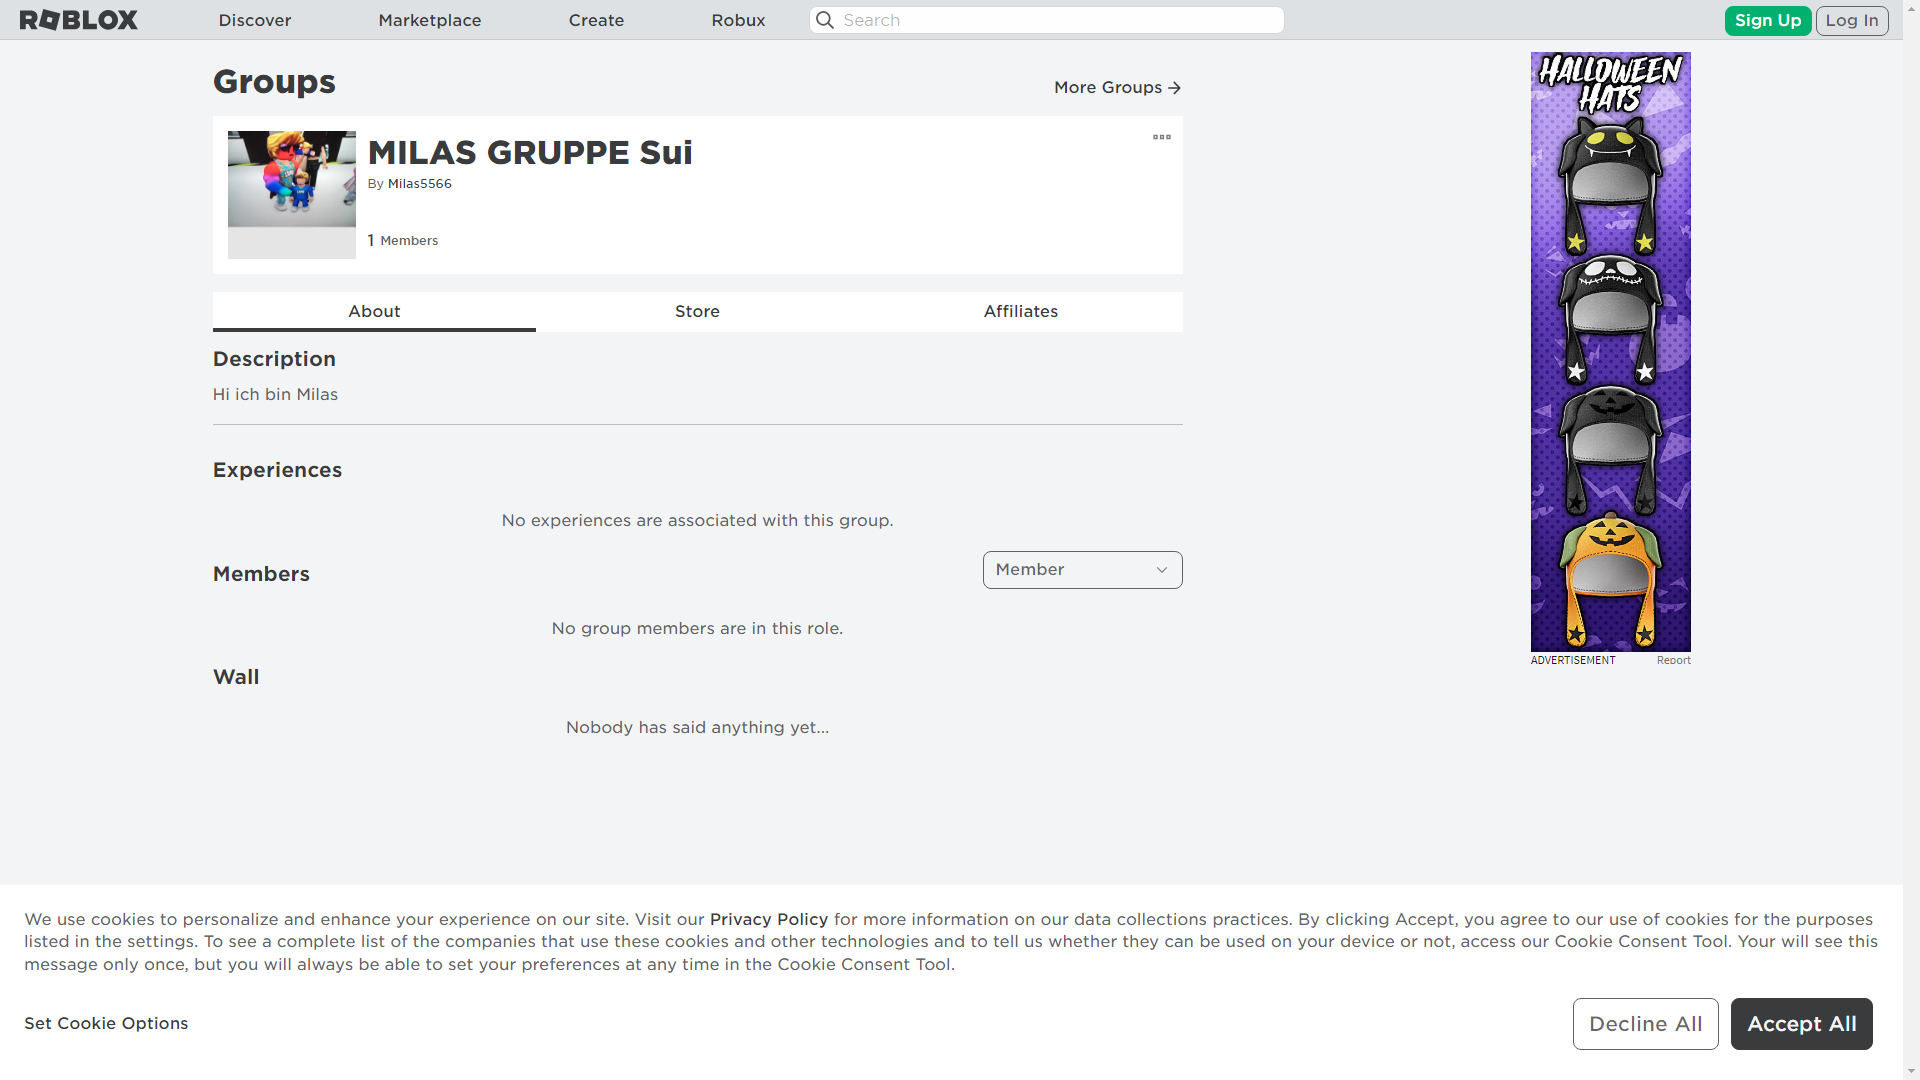 ROBLOX
Discover
Marketplace
Create
Robux
Search
Sign Up
Log In
Groups
More Groups
MILAS GRUPPE Sui
By Milas5566
1 Members
About
Store
Affiliates
Description
Hi ich bin Milas
Experiences
No experiences are associated with this group.
Members
Member
No group members are in this role.
Wall
Nobody has said anything yet...
HALLOWEEN
HATS
ADVERTISEMENT
Report
We use cookies to personalize and enhance your experience on our site. Visit our Privacy Policy for more information on our data collections practices. By clicking Accept, you agree to our use of cookies for the purposes
listed in the settings. To see a complete list of the companies that use these cookies and other technologies and to tell us whether they can be used on your device or not, access our Cookie Consent Tool. Your will see this
message only once, but you will always be able to set your preferences at any time in the Cookie Consent Tool.
Set Cookie Options
Decline All
Accept All